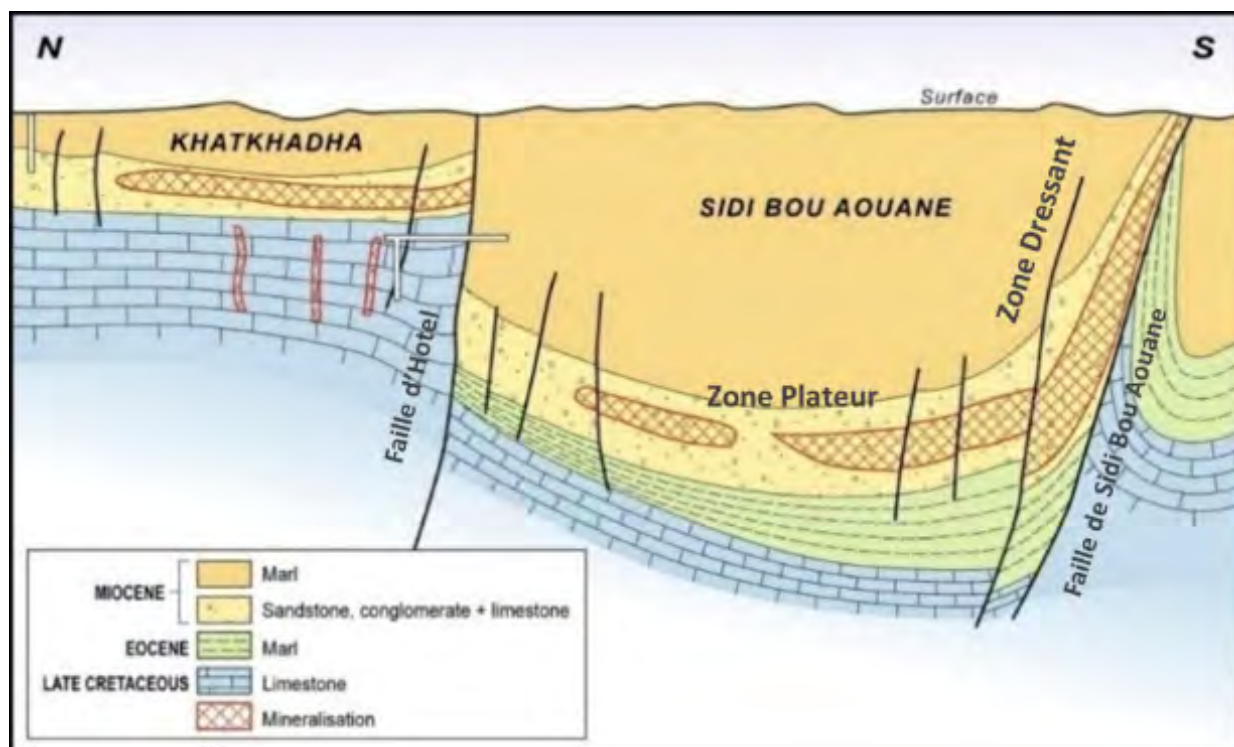 N
S
Surface
KHATKHADHA
SIDI BOU AOUANE
Zone Dressant
Zone Plateur
Faille d'Hotel
Faille de Sidi Bou Aouane
MIOCENE
Marl
Sandstone, conglomerate + limestone
EOCENE
Marl
LATE CRETACEOUS
Limestone
Mineralisation